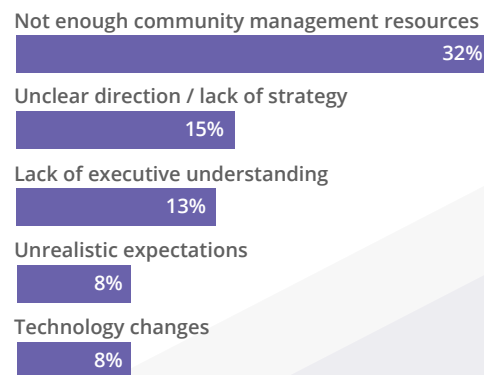 Not enough community management resources
32%
Unclear direction / lack of strategy
15%
Lack of executive understanding
13%
Unrealistic expectations
8%
Technology changes
8%